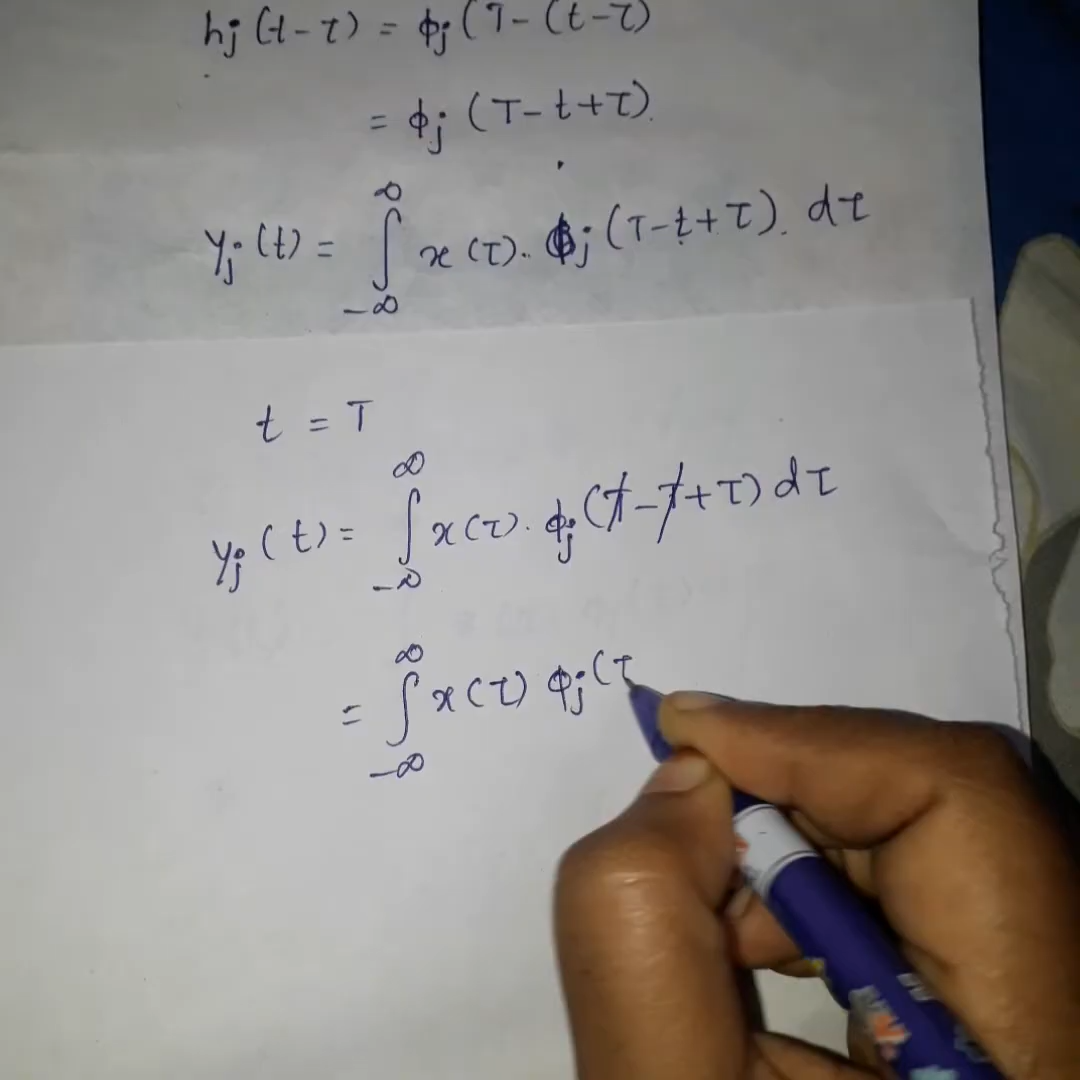 hj (t-τ) = ϕj (T-(t-τ)
= ϕj (T-t+τ).
yj (t) = ∫_{-∞}^{∞} x(τ). ϕj (T-t+τ). dτ
t = T
yj (t) = ∫_{-∞}^{∞} x(τ). ϕj (T-T+τ) dτ
= ∫_{-∞}^{∞} x(τ) ϕj (τ